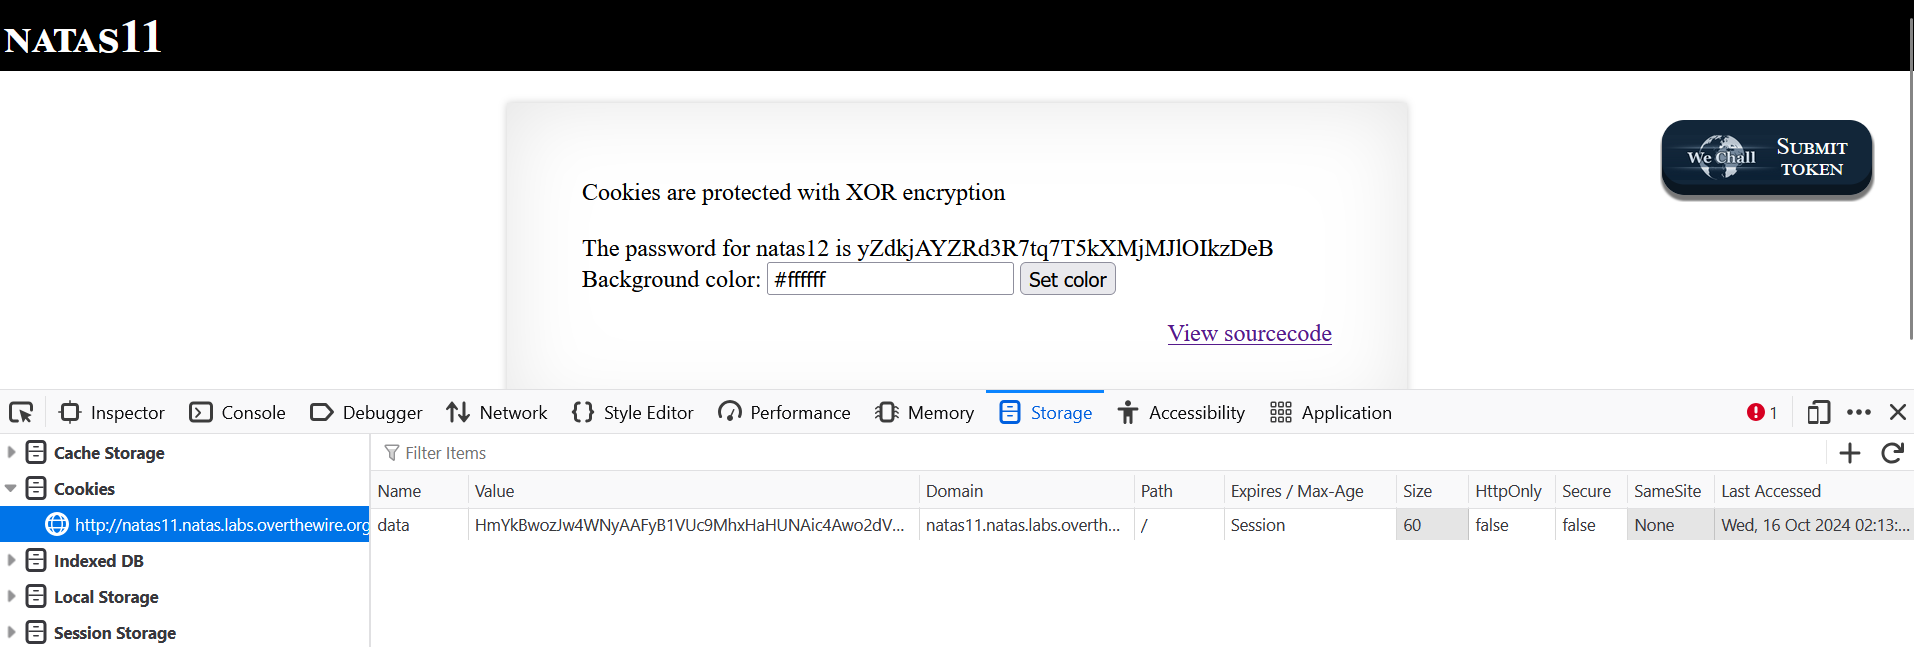 NATAS11
We Chall
SUBMIT TOKEN
Cookies are protected with XOR encryption
The password for natas12 is yZdkjAYZRd3R7tq7T5kXMjMJlOIkzDeB
Background color: #ffffff Set color
View sourcecode
Inspector Console Debugger Network Style Editor Performance Memory Storage Accessibility Application 1
Cache Storage
Filter Items
Cookies
Name Value Domain Path Expires / Max-Age Size HttpOnly Secure SameSite Last Accessed
http://natas11.natas.labs.overthewire.org
data HmYkBwozJw4WNyAAFyB1VUc9MhxHaHUNAic4Awo2dV... natas11.natas.labs.overth... / Session 60 false false None Wed, 16 Oct 2024 02:13:...
Indexed DB
Local Storage
Session Storage